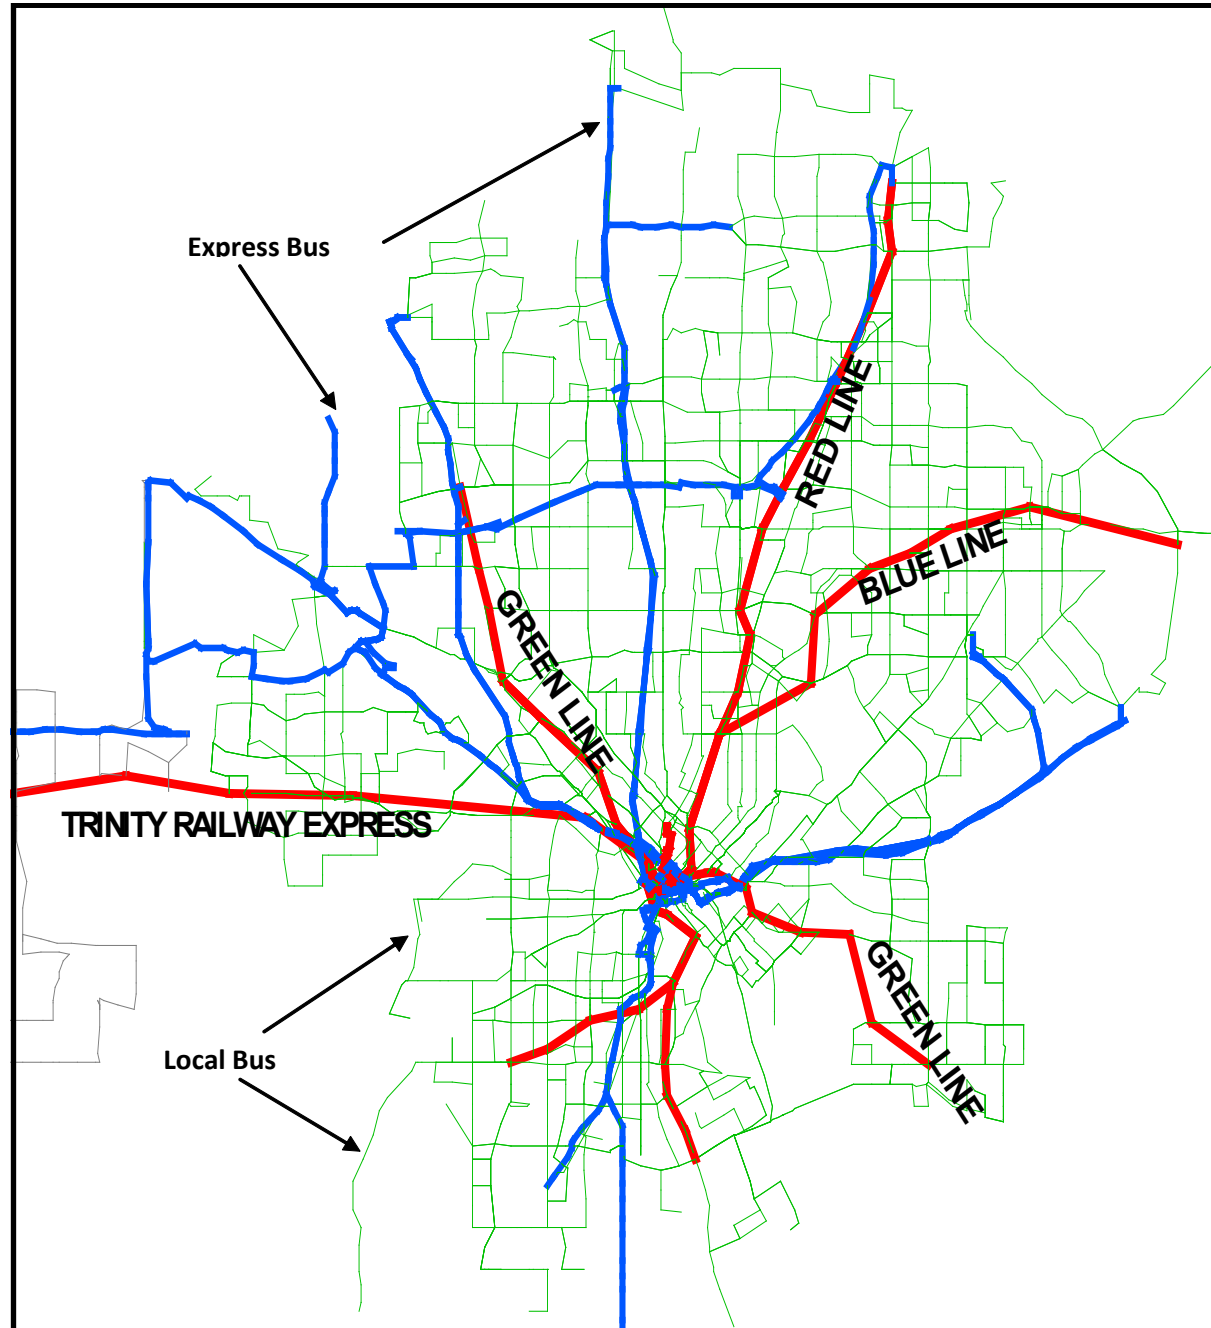 Express Bus
RED LINE
BLUE LINE
GREEN LINE
TRINITY RAILWAY EXPRESS
GREEN LINE
Local Bus